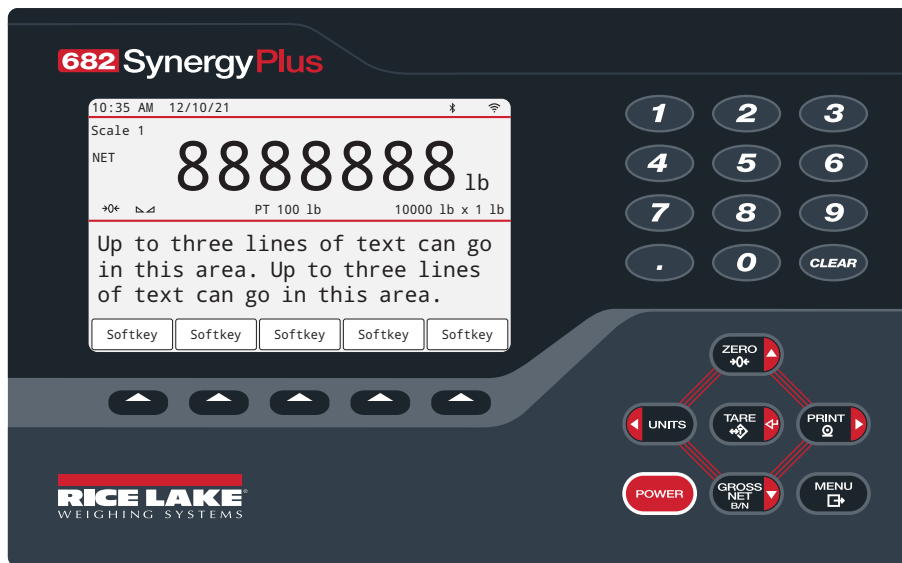 682 SynergyPlus
10:35 AM 12/10/21
Scale 1
NET
8888888 lb
→0← PT 100 lb 10000 lb x 1 lb
Up to three lines of text can go
in this area. Up to three lines
of text can go in this area.
Softkey Softkey Softkey Softkey Softkey
1 2 3
4 5 6
7 8 9
. 0 CLEAR
ZERO
→0←
UNITS
TARE
T
PRINT
POWER
GROSS
NET
B/N
MENU
RICE LAKE®
WEIGHING SYSTEMS